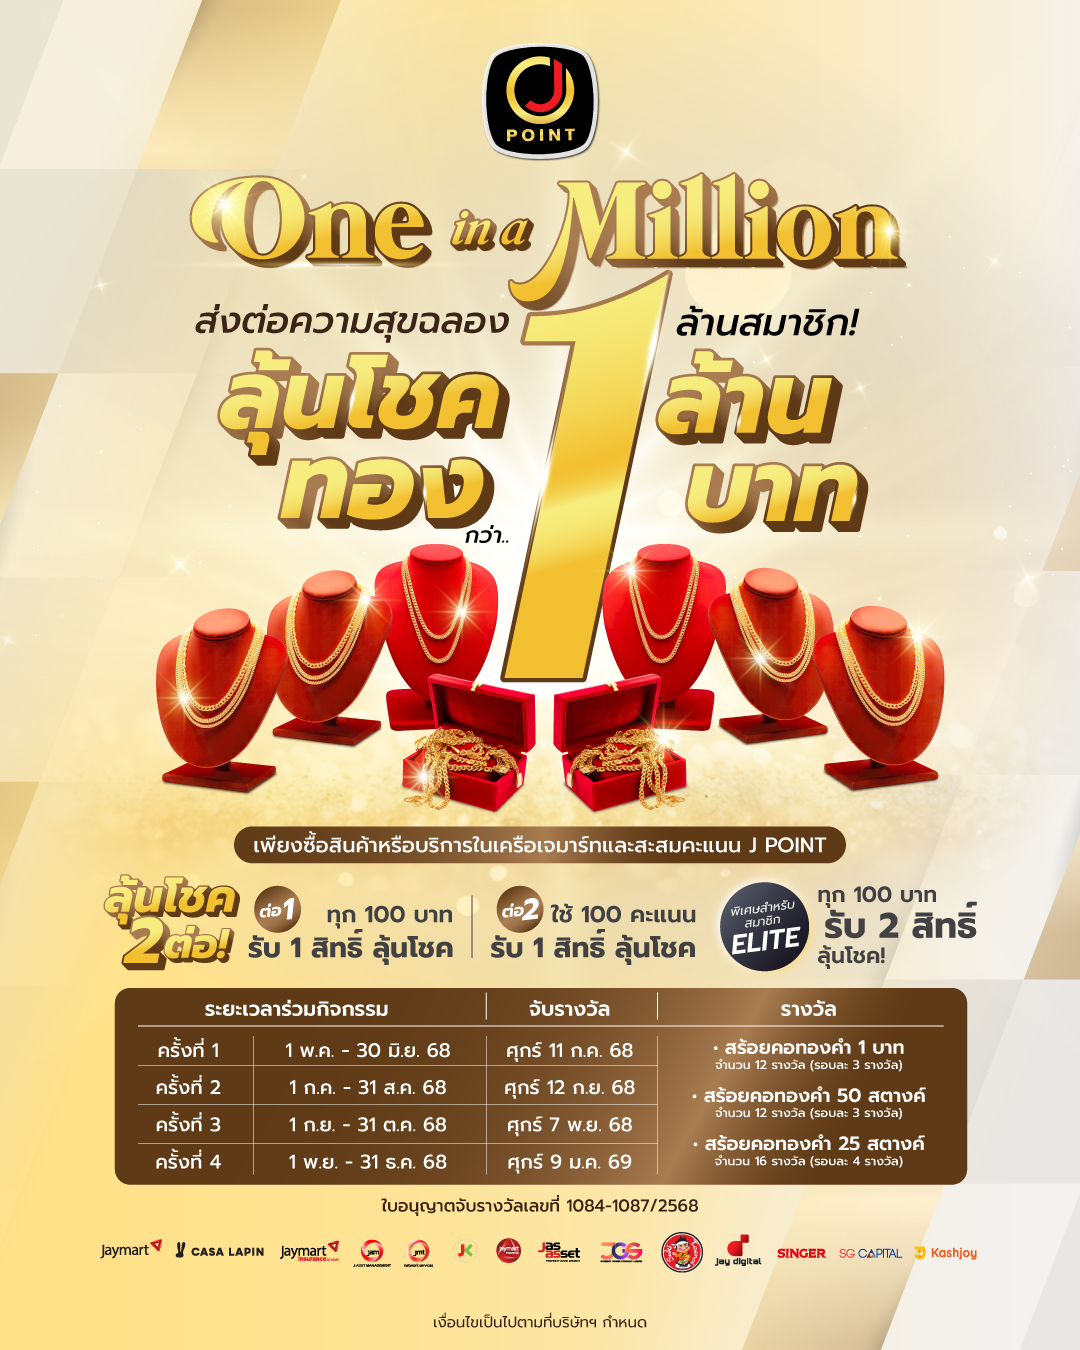 J POINT
One in a Million
ส่งต่อความสุขฉลอง 1 ล้านสมาชิก!
ลุ้นโชค ล้าน
ทอง บาท
กว่า..
เพียงซื้อสินค้าหรือบริการในเครือเจมาร์ทและสะสมคะแนน J POINT
ลุ้นโชค
2ต่อ!
ต่อ1 ทุก 100 บาท
รับ 1 สิทธิ์ ลุ้นโชค
ต่อ2 ใช้ 100 คะแนน
รับ 1 สิทธิ์ ลุ้นโชค
พิเศษสำหรับ
สมาชิก
ELITE
ทุก 100 บาท
รับ 2 สิทธิ์
ลุ้นโชค!
ระยะเวลาร่วมกิจกรรม จับรางวัล รางวัล
ครั้งที่ 1 1 พ.ค. - 30 มิ.ย. 68 ศุกร์ 11 ก.ค. 68
ครั้งที่ 2 1 ก.ค. - 31 ส.ค. 68 ศุกร์ 12 ก.ย. 68
ครั้งที่ 3 1 ก.ย. - 31 ต.ค. 68 ศุกร์ 7 พ.ย. 68
ครั้งที่ 4 1 พ.ย. - 31 ธ.ค. 68 ศุกร์ 9 ม.ค. 69
• สร้อยคอทองคำ 1 บาท
จำนวน 12 รางวัล (รอบละ 3 รางวัล)
• สร้อยคอทองคำ 50 สตางค์
จำนวน 12 รางวัล (รอบละ 3 รางวัล)
• สร้อยคอทองคำ 25 สตางค์
จำนวน 16 รางวัล (รอบละ 4 รางวัล)
ใบอนุญาตจับรางวัลเลขที่ 1084-1087/2568
Jaymart CASA LAPIN Jaymart insurance broker jam J ASSET MANAGEMENT jmt NETWORK SERVICES JK Jaymart Jas asset JGS jay digital SINGER SG CAPITAL Kashjoy
เงื่อนไขเป็นไปตามที่บริษัทฯ กำหนด